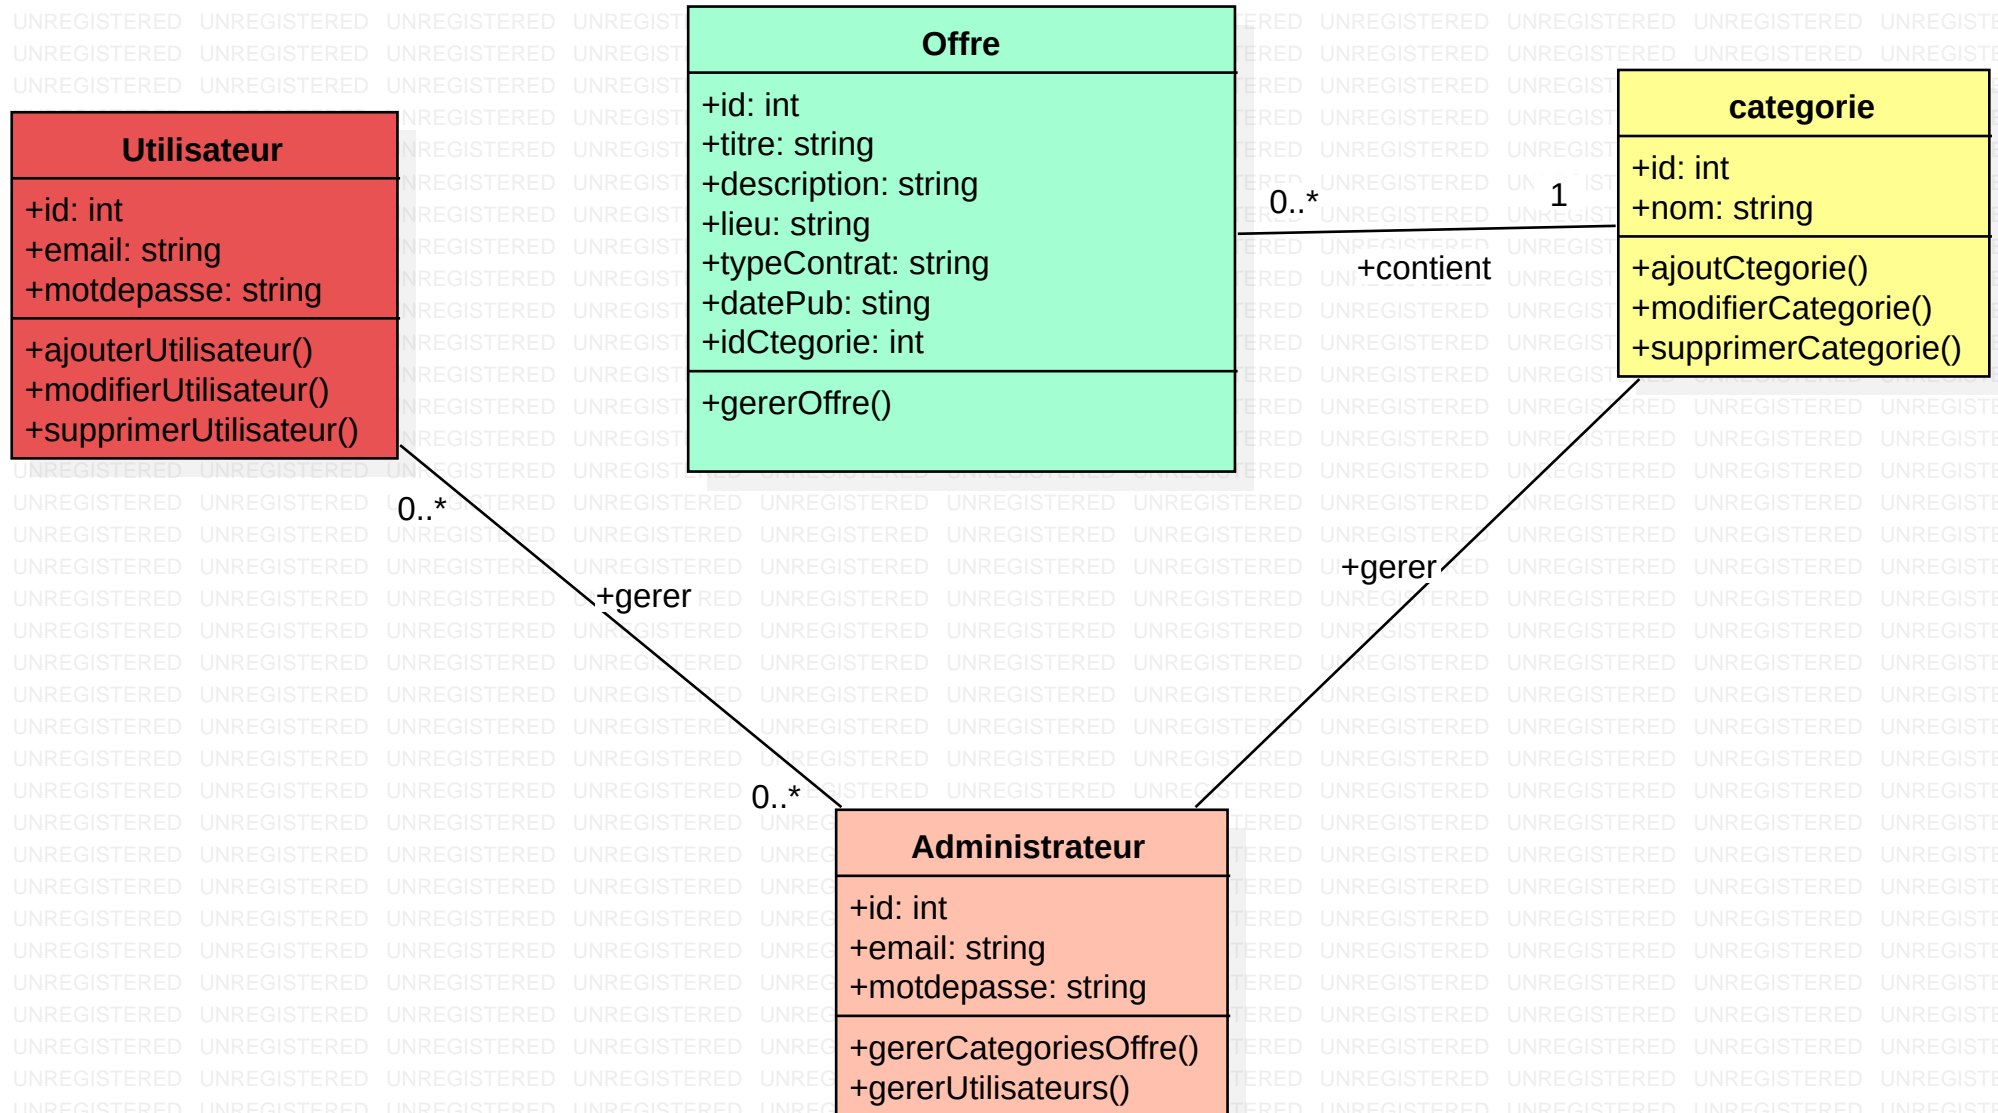 Offre
+id: int
+titre: string
+description: string
+lieu: string
+typeContrat: string
+datePub: sting
+idCtegorie: int
+gererOffre()
categorie
+id: int
+nom: string
+ajoutCtegorie()
+modifierCategorie()
+supprimerCategorie()
Utilisateur
+id: int
+email: string
+motdepasse: string
+ajouterUtilisateur()
+modifierUtilisateur()
+supprimerUtilisateur()
0..*
1
+contient
0..*
+gerer
+gerer
0..*
Administrateur
+id: int
+email: string
+motdepasse: string
+gererCategoriesOffre()
+gererUtilisateurs()
UNREGISTERED